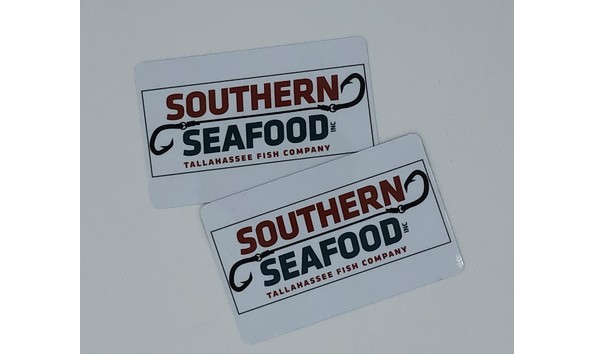 SOUTHERN
SEAFOOD INC
TALLAHASSEE FISH COMPANY
SOUTHERN
SEAFOOD INC
TALLAHASSEE FISH COMPANY